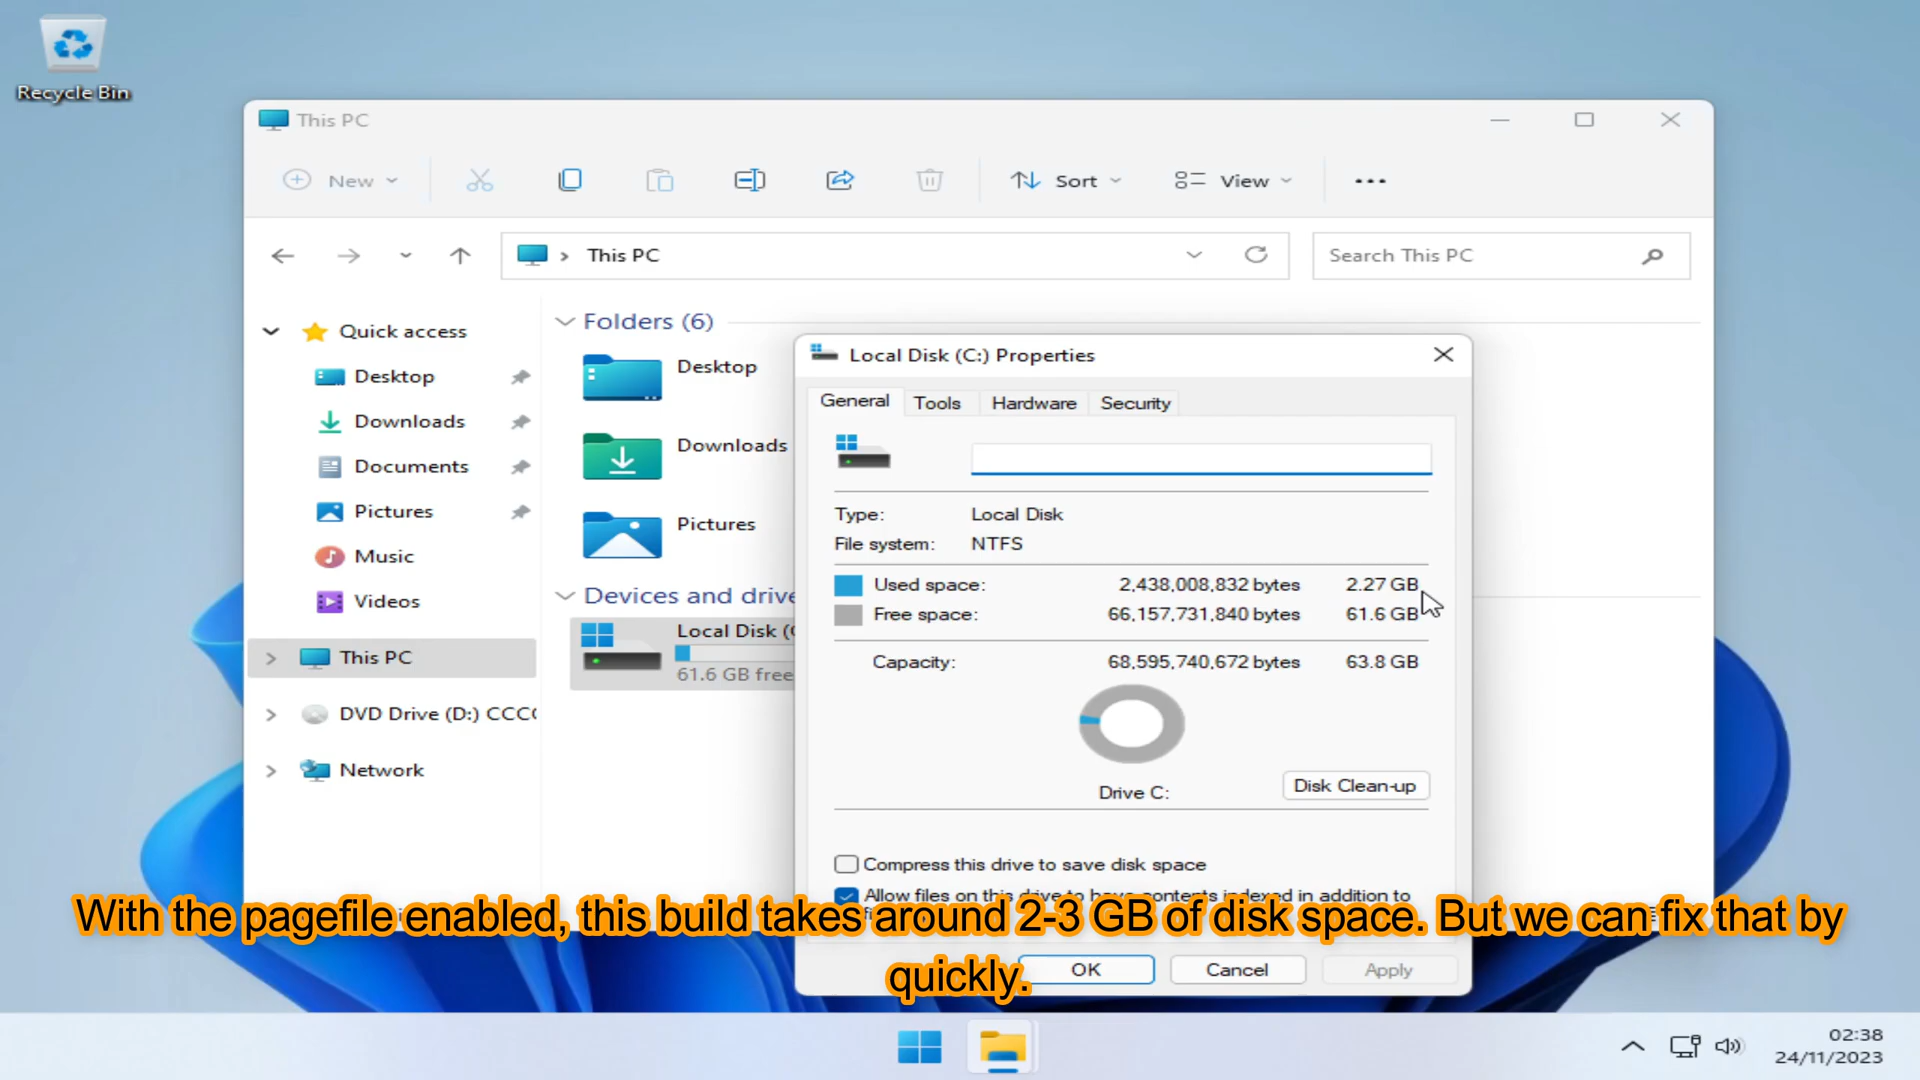 Recycle Bin
This PC
New
Sort
View
This PC
Search This PC
Quick access
Desktop
Downloads
Documents
Pictures
Music
Videos
This PC
DVD Drive (D:) CCC
Network
Folders (6)
Desktop
Downloads
Pictures
Devices and drive
Local Disk (
61.6 GB free
Local Disk (C:) Properties
General Tools Hardware Security
Type: Local Disk
File system: NTFS
Used space: 2,438,008,832 bytes 2.27 GB
Free space: 66,157,731,840 bytes 61.6 GB
Capacity: 68,595,740,672 bytes 63.8 GB
Drive C:
Disk Clean-up
Compress this drive to save disk space
Allow files on this drive to have contents indexed in addition to
With the pagefile enabled, this build takes around 2-3 GB of disk space. But we can fix that by
quickly.
OK Cancel Apply
02:38
24/11/2023